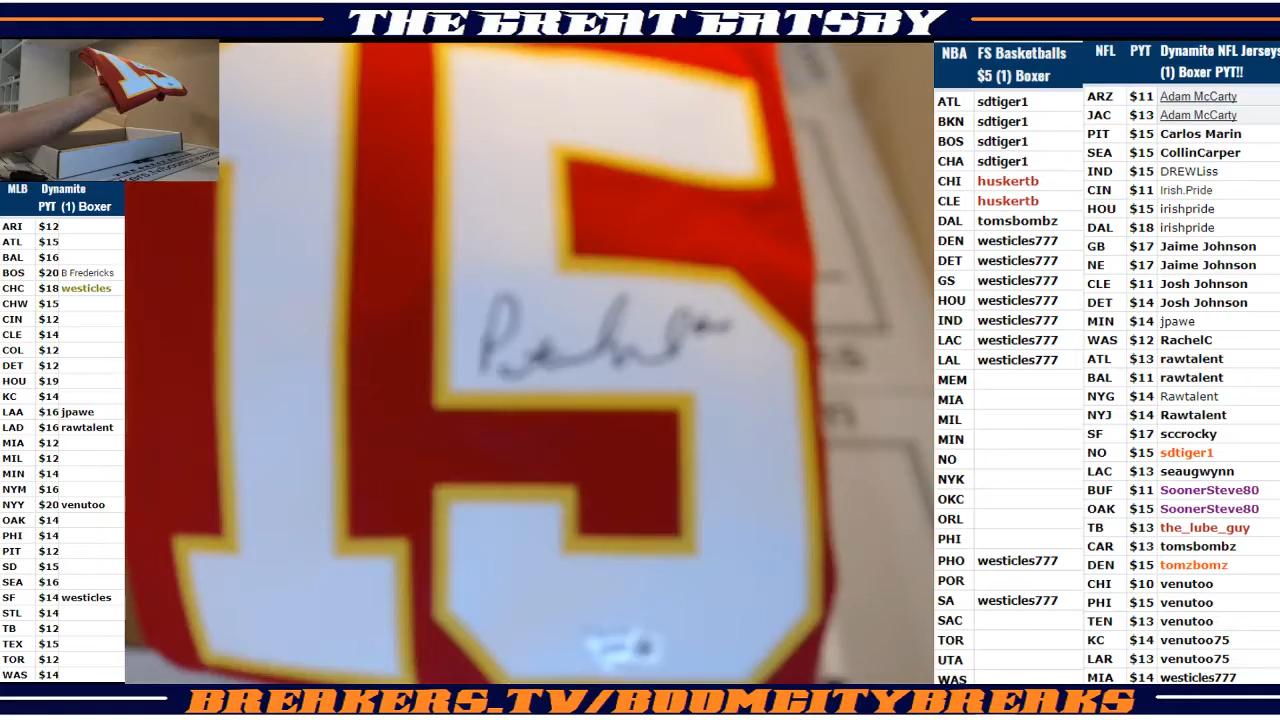 THE GREAT GATSBY
15
MLB Dynamite
PYT (1) Boxer
ARI $12
ATL $15
BAL $16
BOS $20 B Fredericks
CHC $18 westicles
CHW $15
CIN $12
CLE $14
COL $12
DET $12
HOU $19
KC $14
LAA $16 jpawe
LAD $16 rawtalent
MIA $12
MIL $12
MIN $14
NYM $16
NYY $20 venutoo
OAK $14
PHI $14
PIT $12
SD $15
SEA $16
SF $14 westicles
STL $14
TB $12
TEX $15
TOR $12
WAS $14
15
NBA FS Basketballs
$5 (1) Boxer
ATL sdtiger1
BKN sdtiger1
BOS sdtiger1
CHA sdtiger1
CHI huskertb
CLE huskertb
DAL tomsbombz
DEN westicles777
DET westicles777
GS westicles777
HOU westicles777
IND westicles777
LAC westicles777
LAL westicles777
MEM
MIA
MIL
MIN
NO
NYK
OKC
ORL
PHI
PHO westicles777
POR
SA westicles777
SAC
TOR
UTA
WAS
NFL PYT Dynamite NFL Jerseys
(1) Boxer PYT!!
ARZ $11 Adam McCarty
JAC $13 Adam McCarty
PIT $15 Carlos Marin
SEA $15 CollinCarper
IND $15 DREWLiss
CIN $11 Irish.Pride
HOU $15 irishpride
DAL $18 irishpride
GB $17 Jaime Johnson
NE $17 Jaime Johnson
CLE $11 Josh Johnson
DET $14 Josh Johnson
MIN $14 jpawe
WAS $12 RachelC
ATL $13 rawtalent
BAL $11 rawtalent
NYG $14 Rawtalent
NYJ $14 Rawtalent
SF $17 sccrocky
NO $15 sdtiger1
LAC $13 seaugwynn
BUF $11 SoonerSteve80
OAK $15 SoonerSteve80
TB $13 the_lube_guy
CAR $13 tomsbombz
DEN $15 tomzbomz
CHI $10 venutoo
PHI $15 venutoo
TEN $13 venutoo
KC $14 venutoo75
LAR $13 venutoo75
MIA $14 westicles777
BREAKERS.TV/BOOMCITYBREAKS